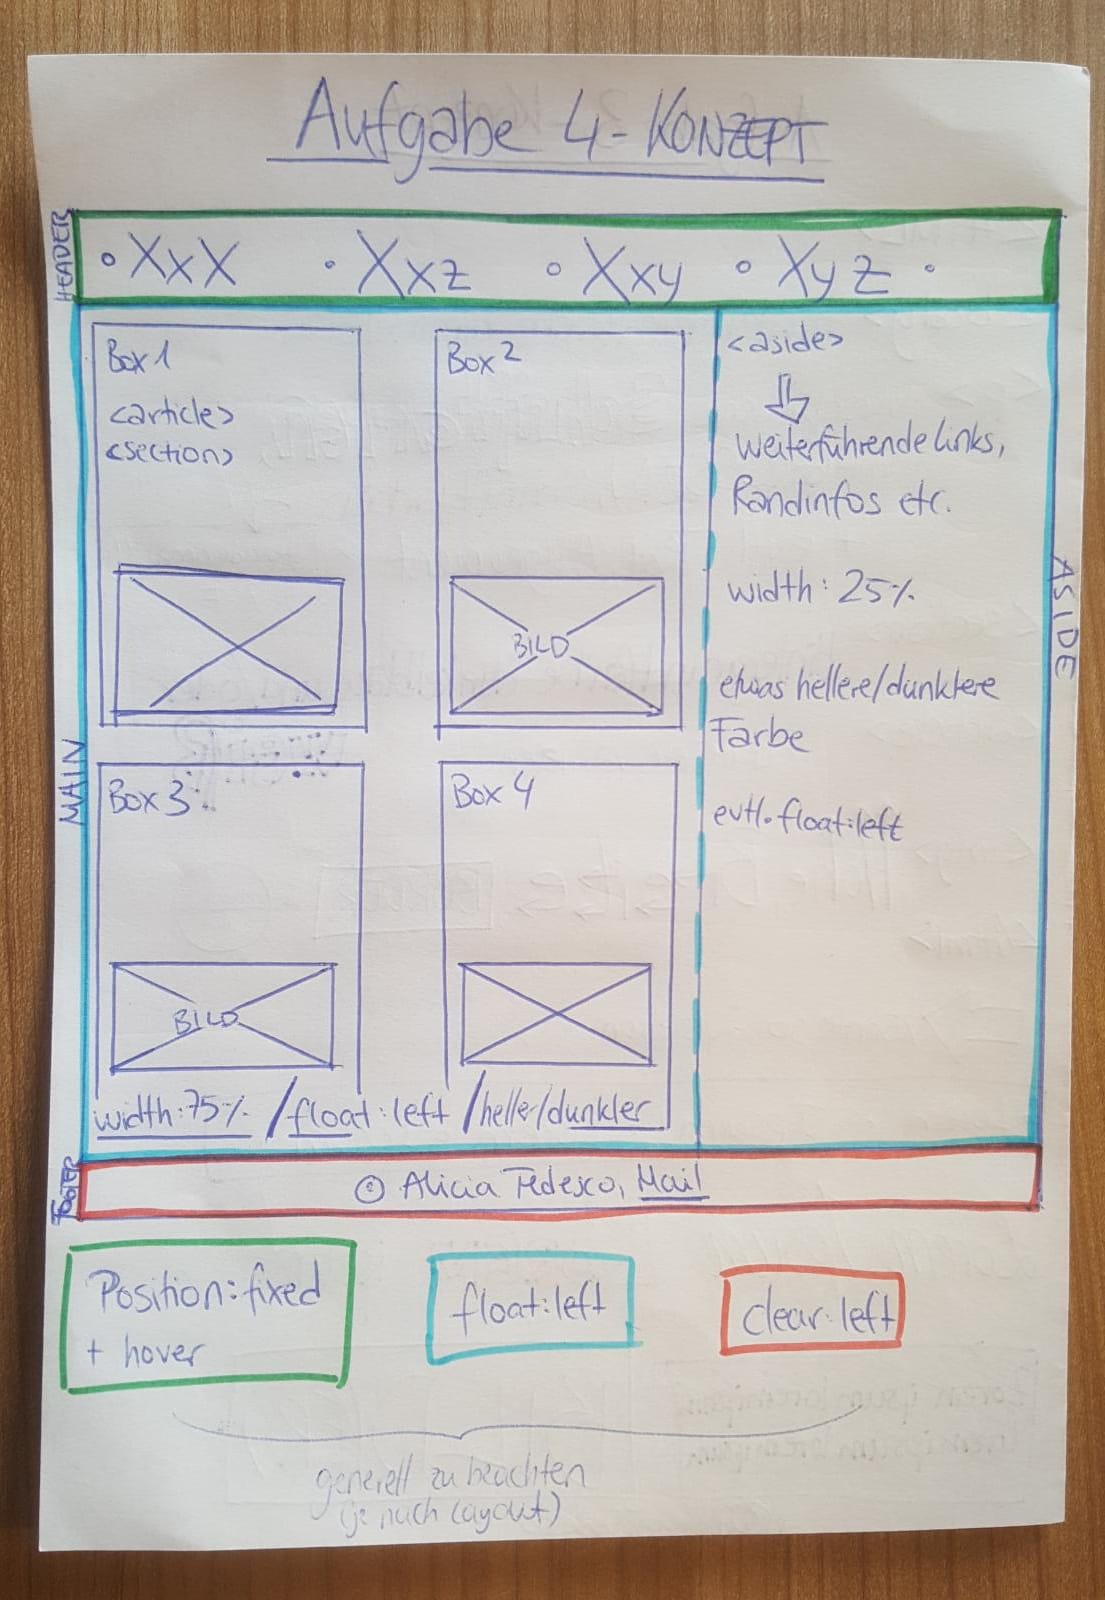 Aufgabe 4 - KONZEPT
HEADER
• XxX • Xxz • Xxy • Xyz •
MAIN
Box 1
<article>
<section>
Box 2
BILD
Box 3
BILD
Box 4
width: 75% / float: left / heller/dunkler
<aside>
weiterführende links,
Randinfos etc.
width: 25%
etwas hellere/dunklere
Farbe
evtl. float: left
ASIDE
FOOTER
© Alicia Tedesco, Mail
Position: fixed
+ hover
float: left
clear: left
generell zu beachten
(je nach Layout)